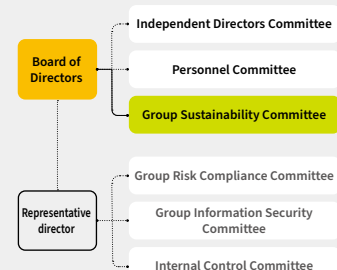 Independent Directors Committee
Board of
Directors
Personnel Committee
Group Sustainability Committee
Group Risk Compliance Committee
Representative
director
Group Information Security
Committee
Internal Control Committee